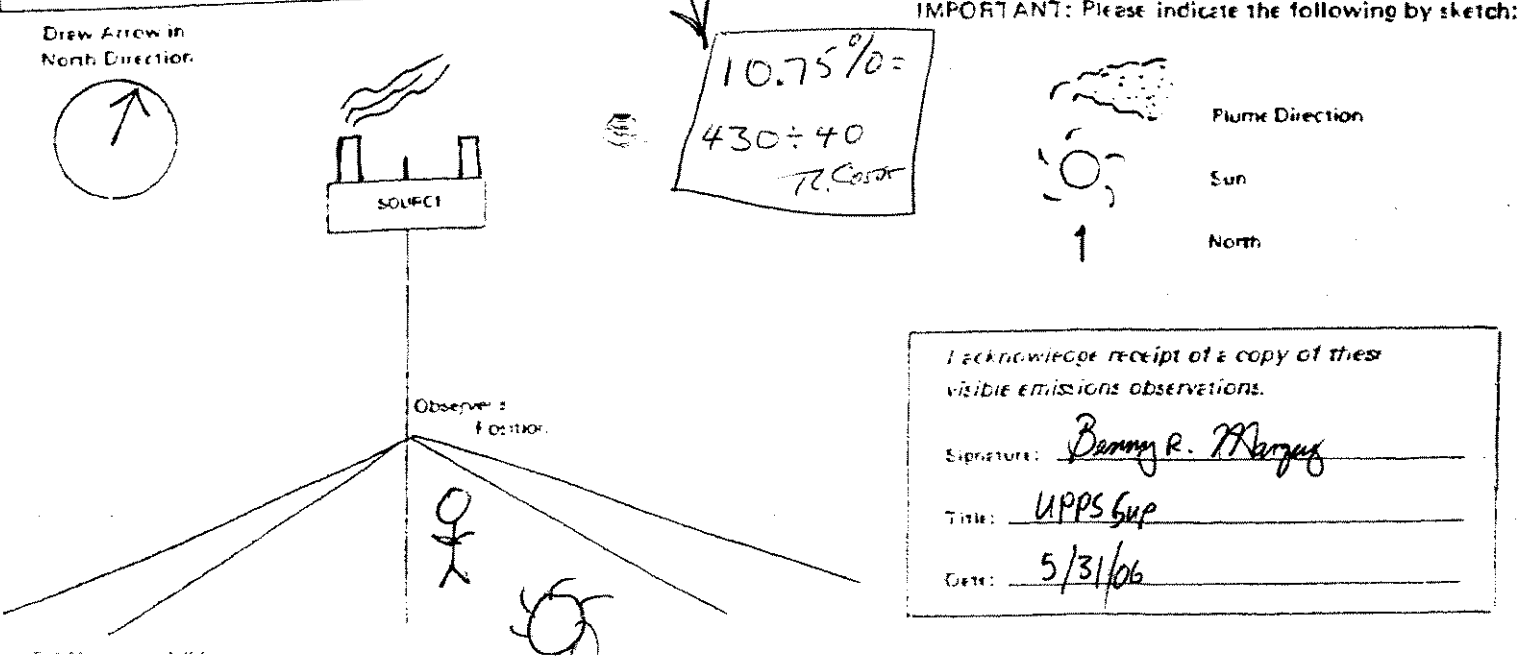 IMPORTANT: Please indicate the following by sketch:
Draw Arrow in
North Direction
10.75%=
430÷40
Plume Direction
Sun
SOURCE
North
I acknowledge receipt of a copy of these
visible emissions observations.
Observer's
Position
Signature: Benny R.
Title: UPPS Sup
Date: 5/31/06